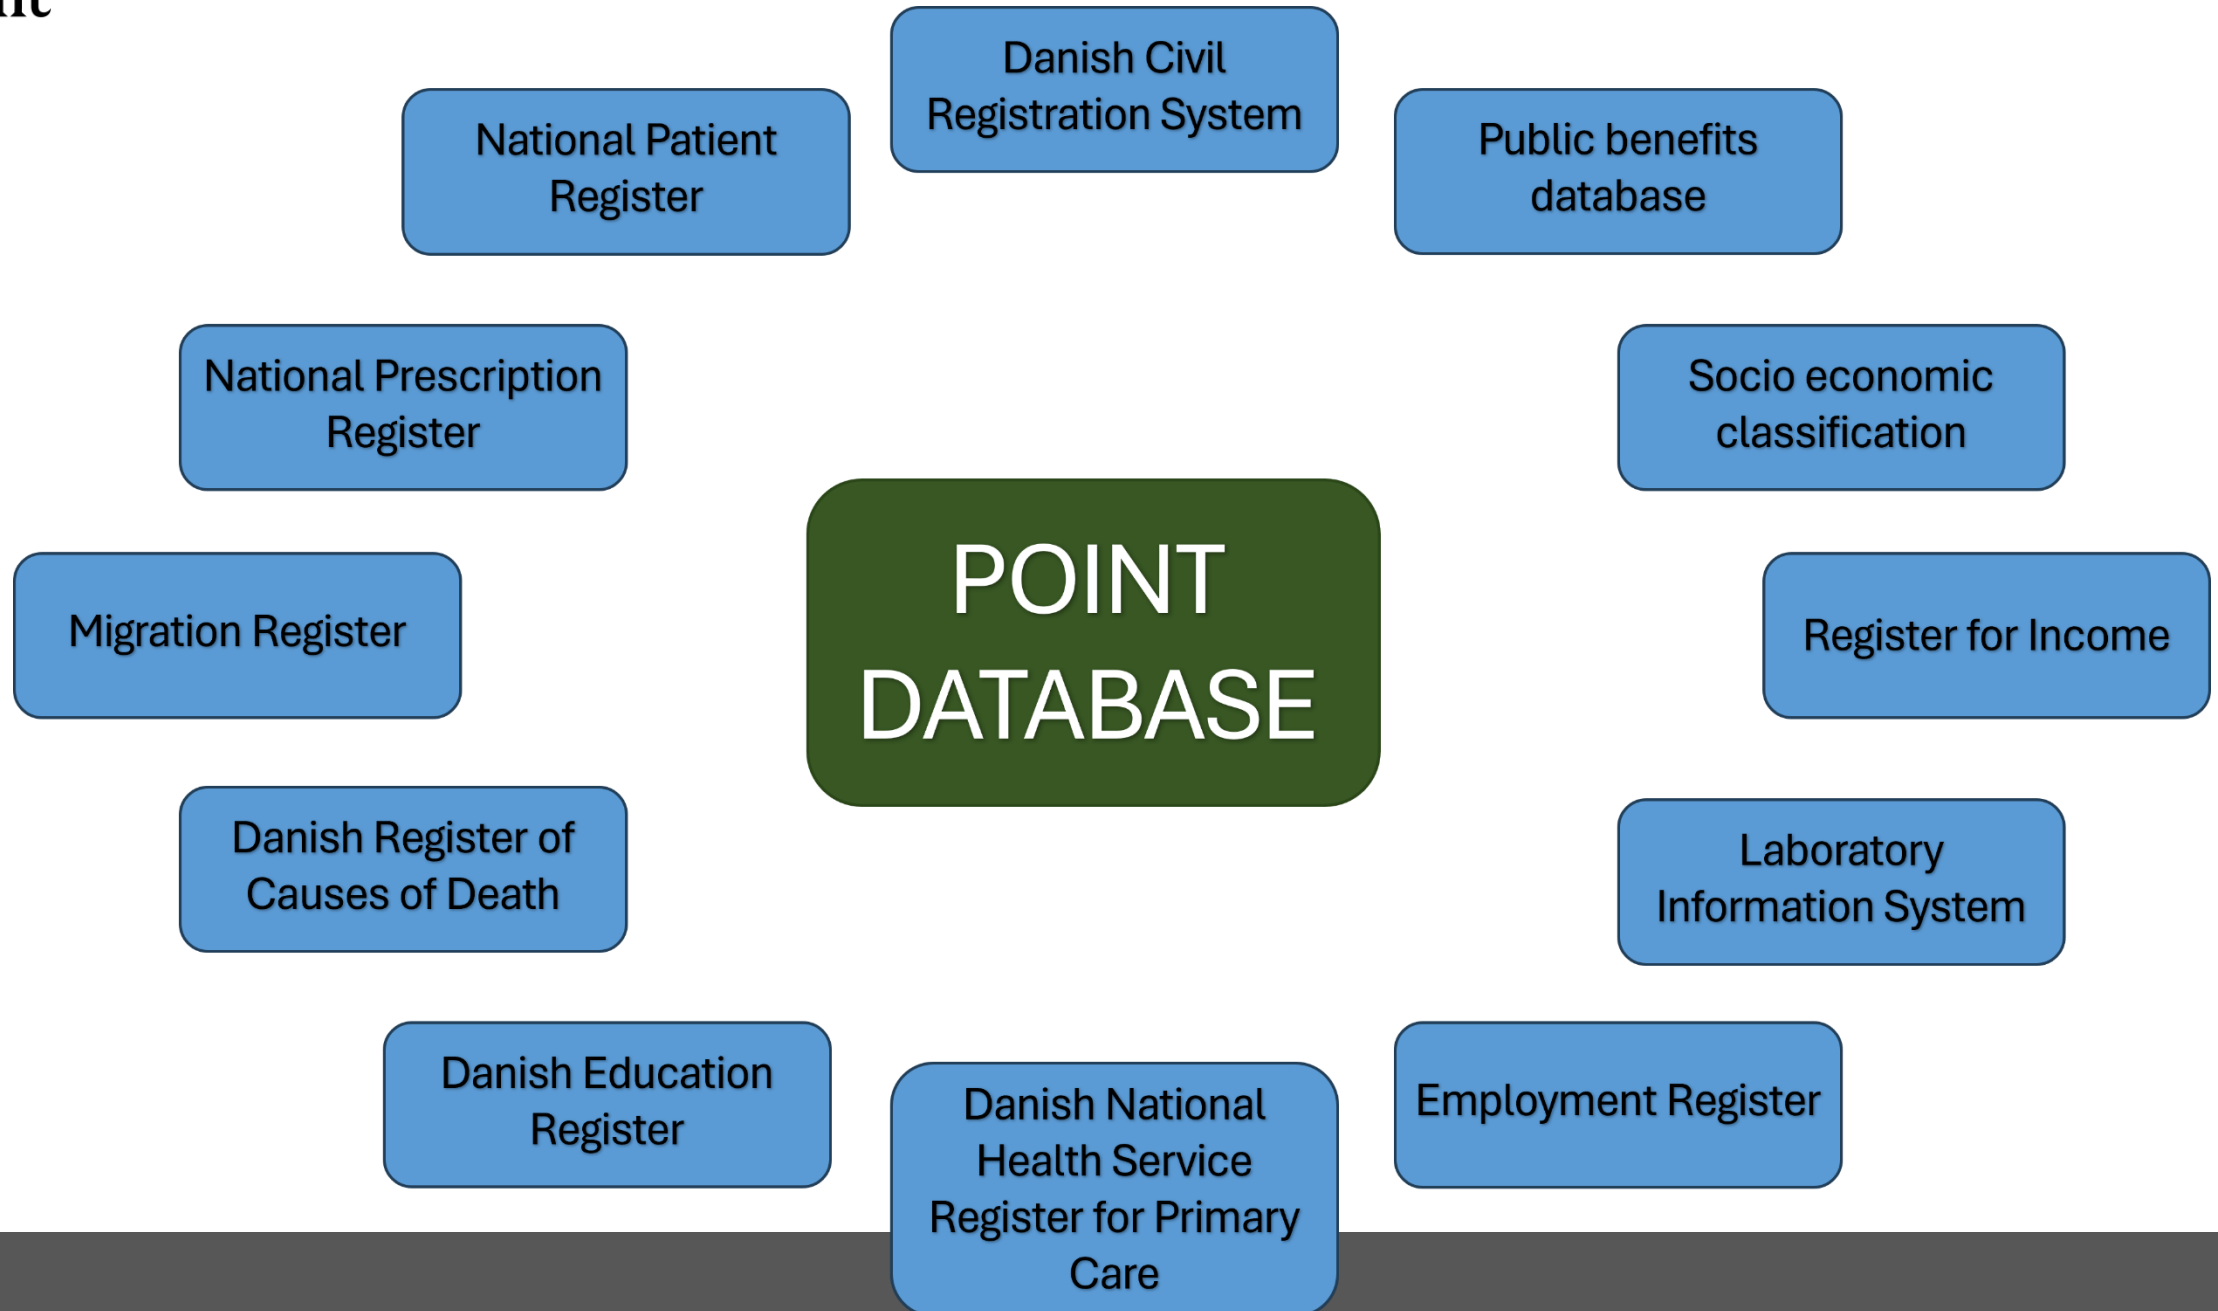 Danish Civil
Registration System
National Patient
Register
Public benefits
database
National Prescription
Register
Socio economic
classification
POINT
DATABASE
Migration Register
Register for Income
Danish Register of
Causes of Death
Laboratory
Information System
Danish Education
Register
Employment Register
Danish National
Health Service
Register for Primary
Care